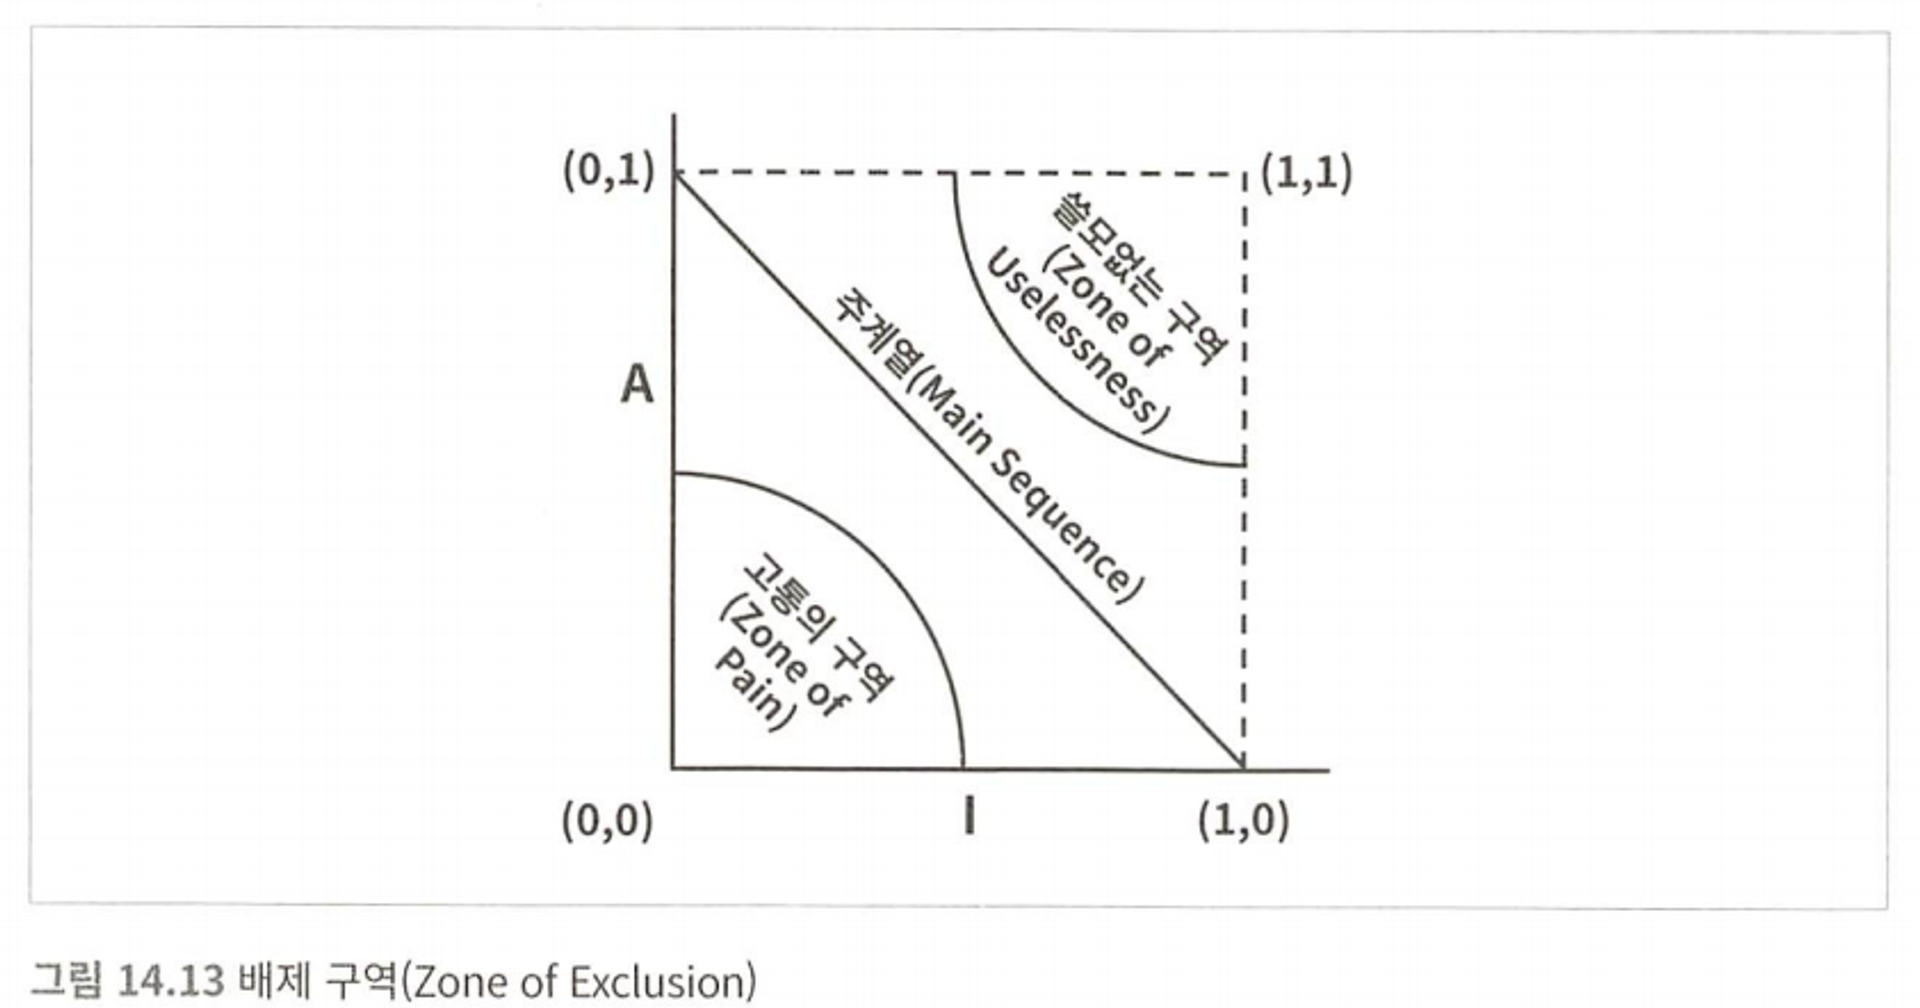 (0,1)
(1,1)
쓸모없는 구역
(Zone of
Uselessness)
주계열(Main Sequence)
A
고통의 구역
(Zone of
Pain)
(0,0)
I
(1,0)
그림 14.13 배제 구역(Zone of Exclusion)